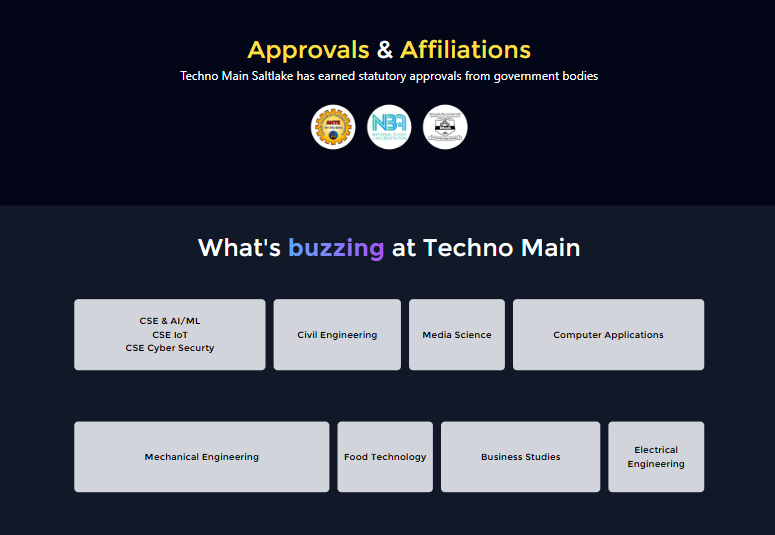 Approvals & Affiliations
Techno Main Saltlake has earned statutory approvals from government bodies
NBA
What's buzzing at Techno Main
CSE & AI/ML
CSE IoT
CSE Cyber Securty
Civil Engineering
Media Science
Computer Applications
Mechanical Engineering
Food Technology
Business Studies
Electrical
Engineering